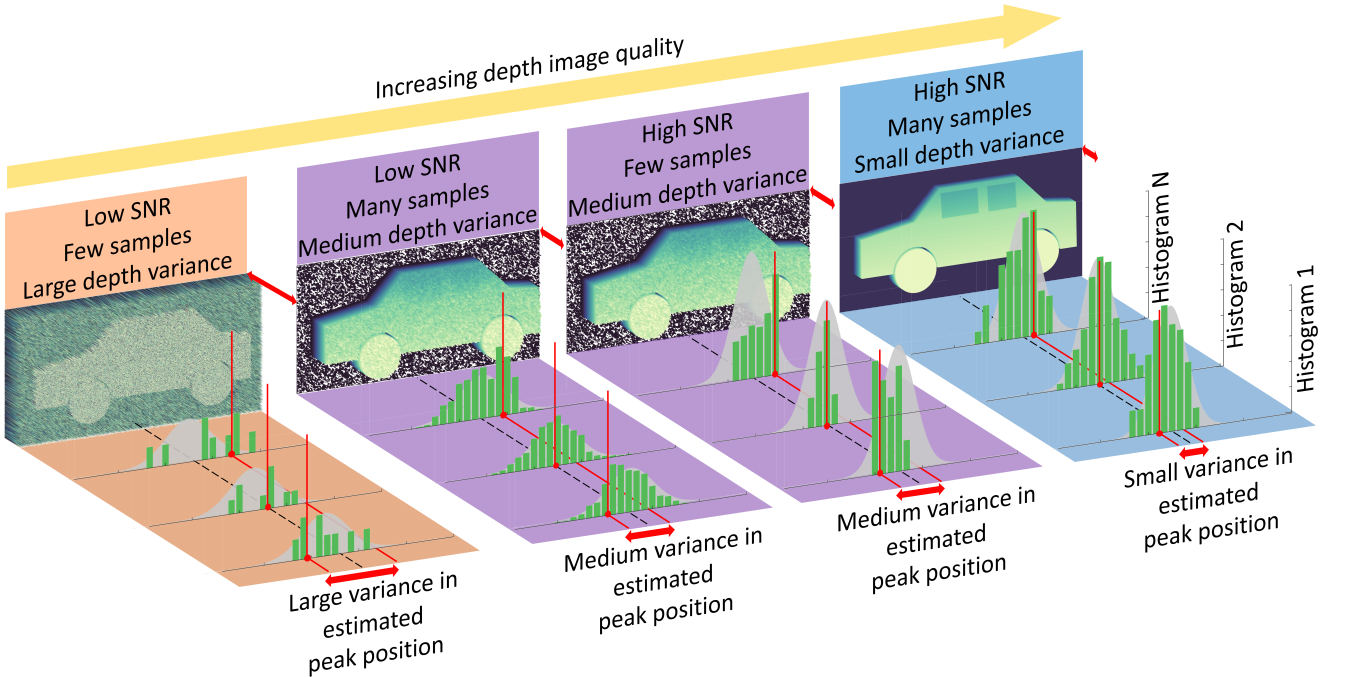 Increasing depth image quality
Low SNR
Few samples
Large depth variance
Low SNR
Many samples
Medium depth variance
High SNR
Few samples
Medium depth variance
High SNR
Many samples
Small depth variance
Histogram N
Histogram 2
Histogram 1
Large variance in
estimated
peak position
Medium variance in
estimated
peak position
Medium variance in
estimated
peak position
Small variance in
estimated
peak position